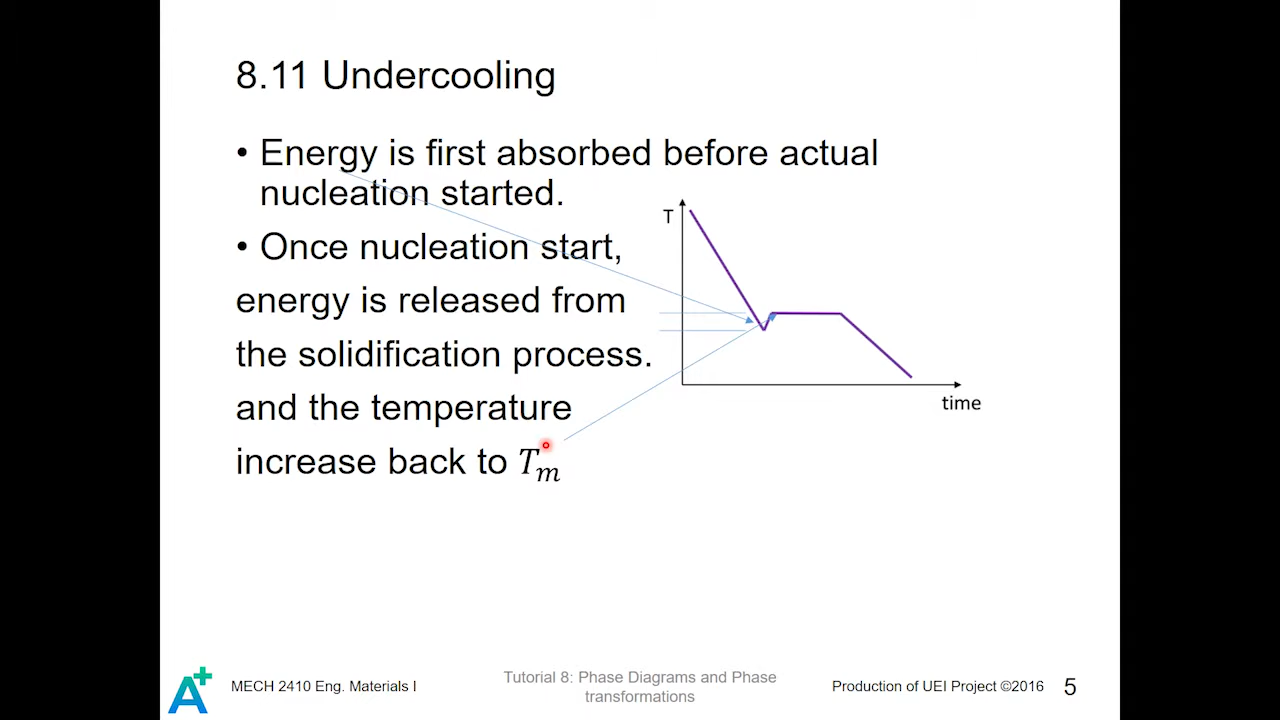 8.11 Undercooling
• Energy is first absorbed before actual
nucleation started.
• Once nucleation start,
energy is released from
the solidification process.
and the temperature
increase back to T_m
T
time
A+
MECH 2410 Eng. Materials I
Tutorial 8: Phase Diagrams and Phase
transformations
Production of UEI Project ©2016
5